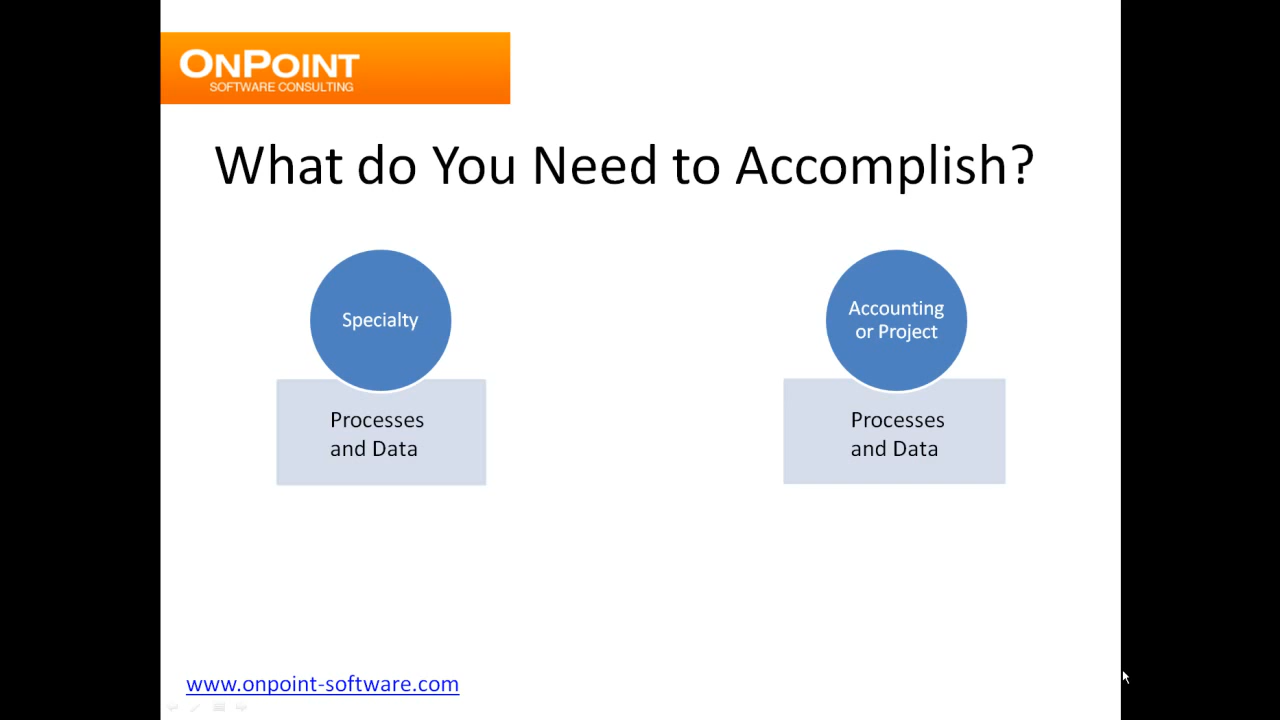 ONPOINT
SOFTWARE CONSULTING
What do You Need to Accomplish?
Specialty
Processes
and Data
Accounting
or Project
Processes
and Data
www.onpoint-software.com